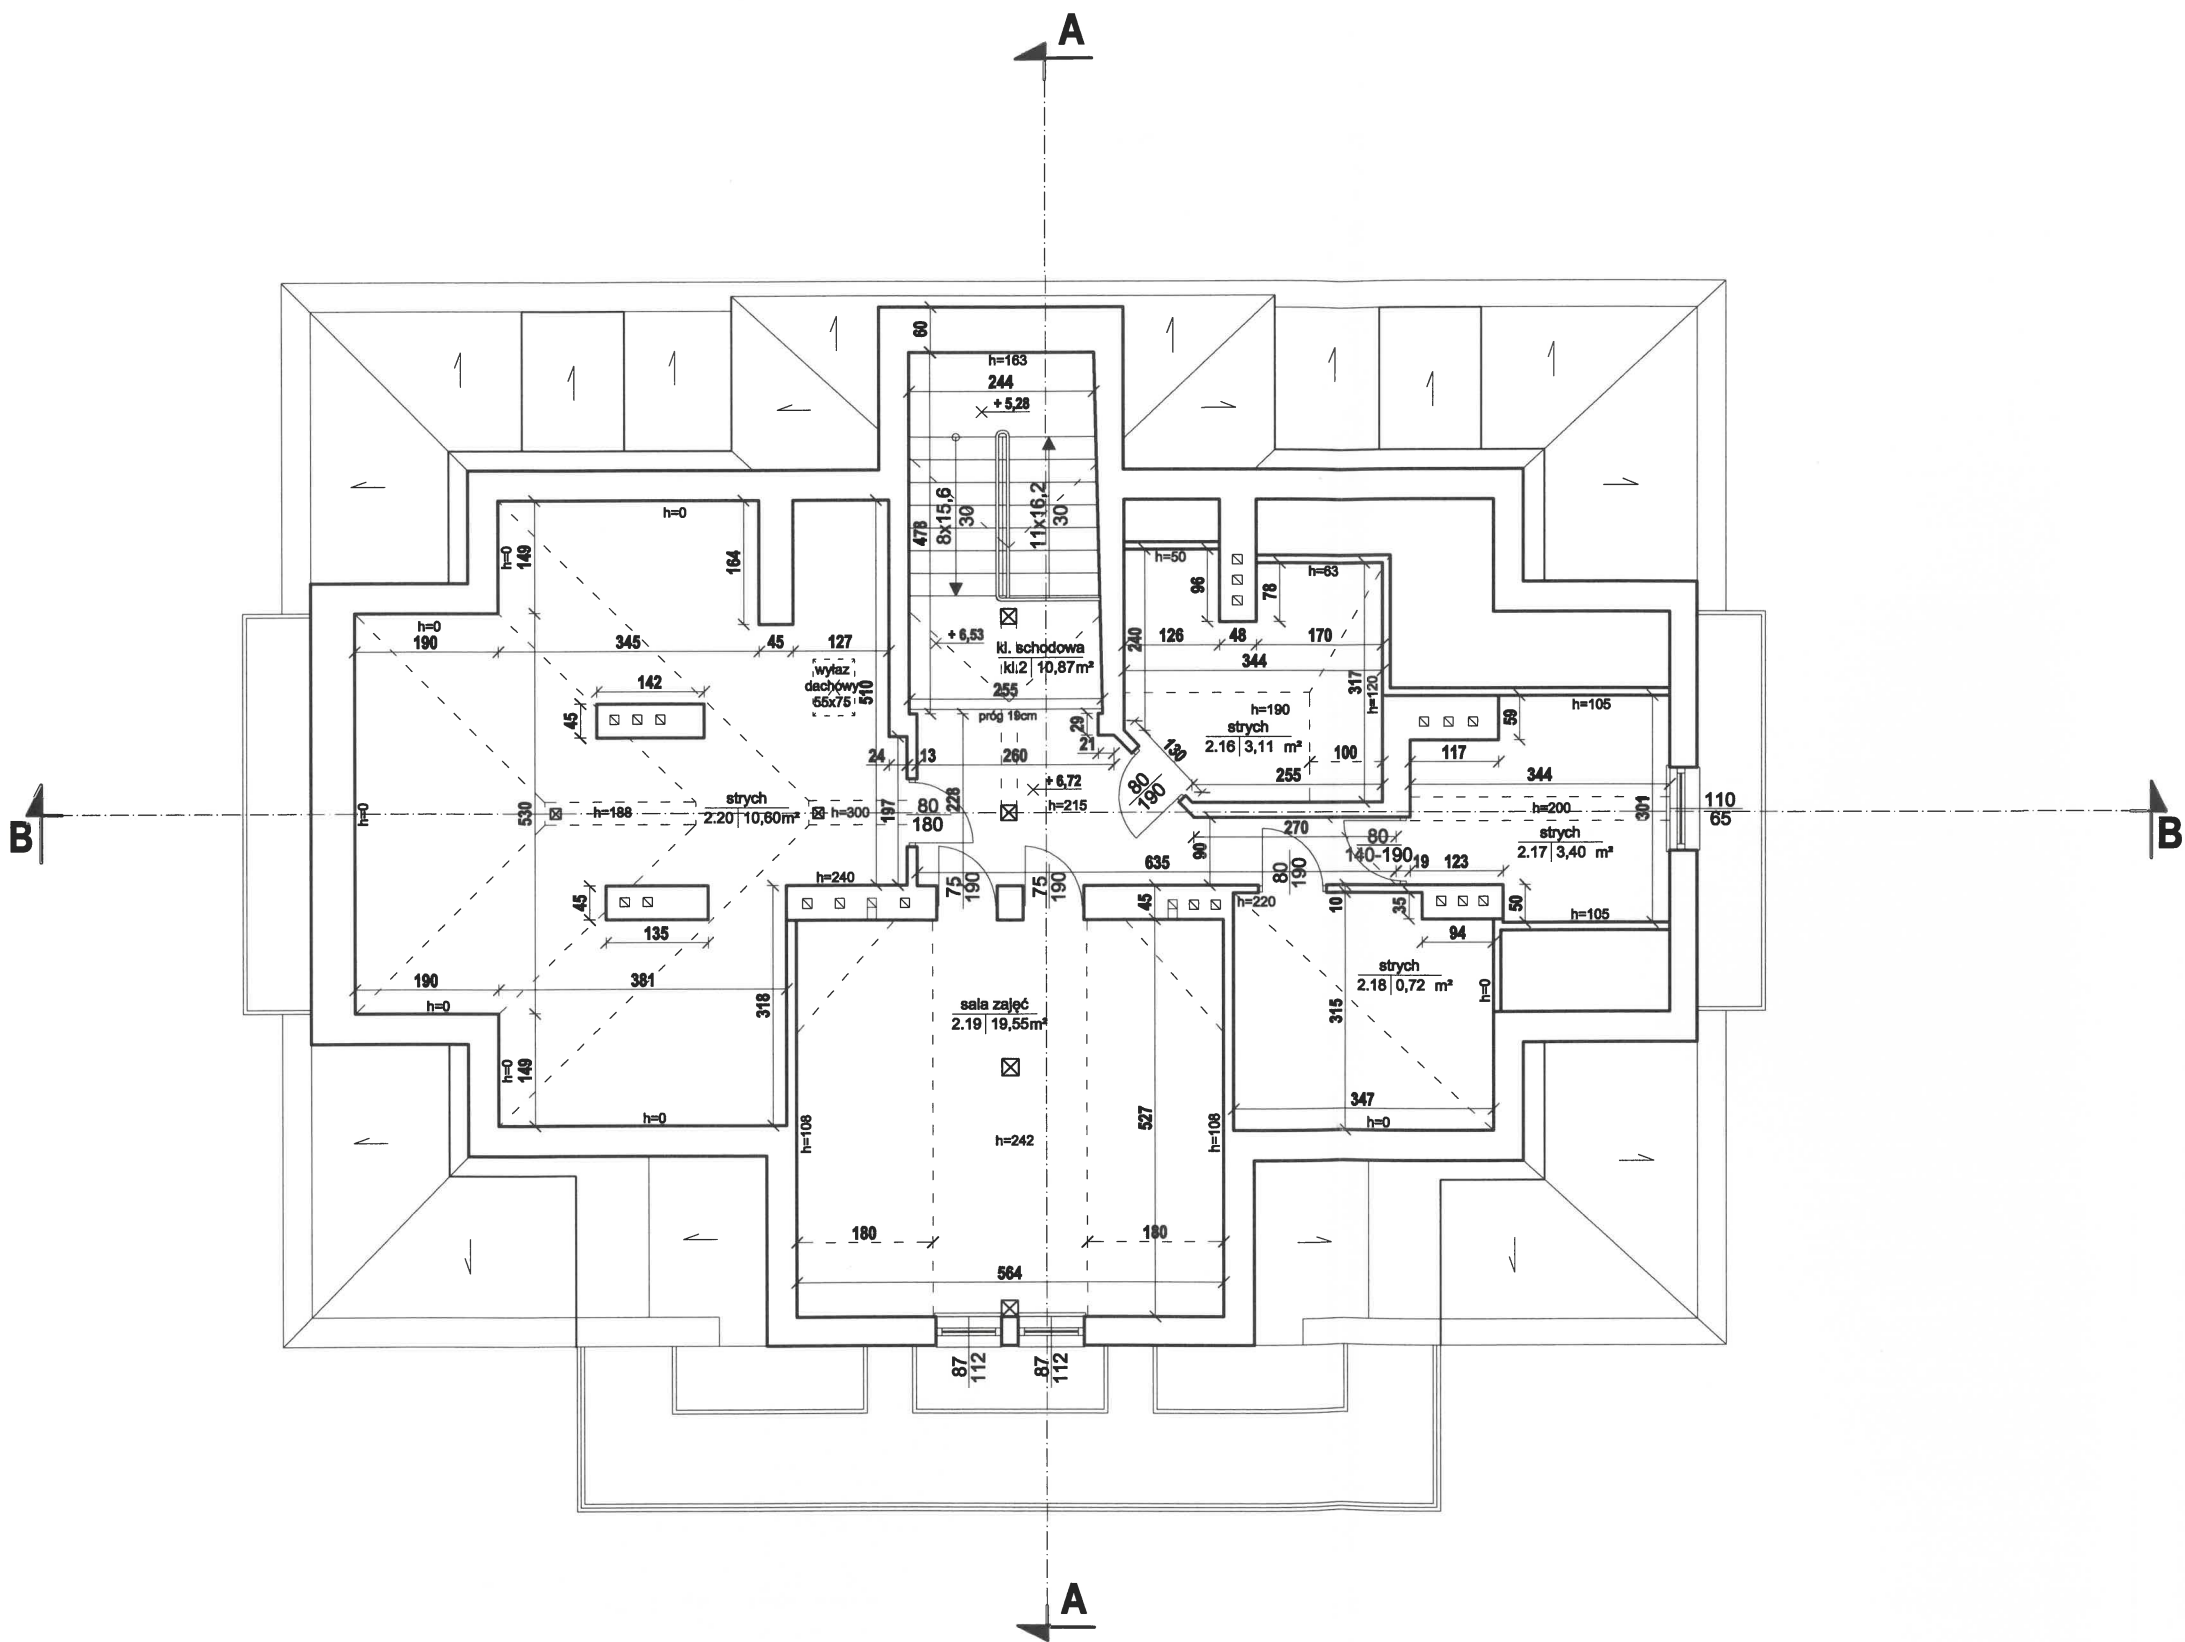 A
60
h=163
244
+ 5,28
478
8x15,6
30
11x16,2
30
h=0
h=0
149
164
h=50
96
78
h=63
h=0
190
345
45
127
+ 6,53
kl. schodowa
kl.2 10,87m²
240
126
48
170
344
317
h=120
142
45
wyłaz
dachowy
55x75
510
255
próg 19cm
29
21
h=190
strych
2.16 3,11 m²
130
100
255
h=105
59
117
344
24
13
260
+ 6,72
h=215
80
190
h=0
530
h=188
strych
2.20 10,60m²
h=300
197
80
180
228
h=200
301
110
65
B
B
270
80
140-190
strych
2.17 3,40 m²
90
635
19
123
80
190
h=240
75
190
75
190
45
135
45
h=220
10
35
50
h=105
94
190
381
h=0
318
sala zajęć
2.19 19,55m²
strych
2.18 0,72 m²
h=0
315
h=0
149
h=0
h=108
h=242
527
h=108
347
h=0
180
180
564
87
112
87
112
A